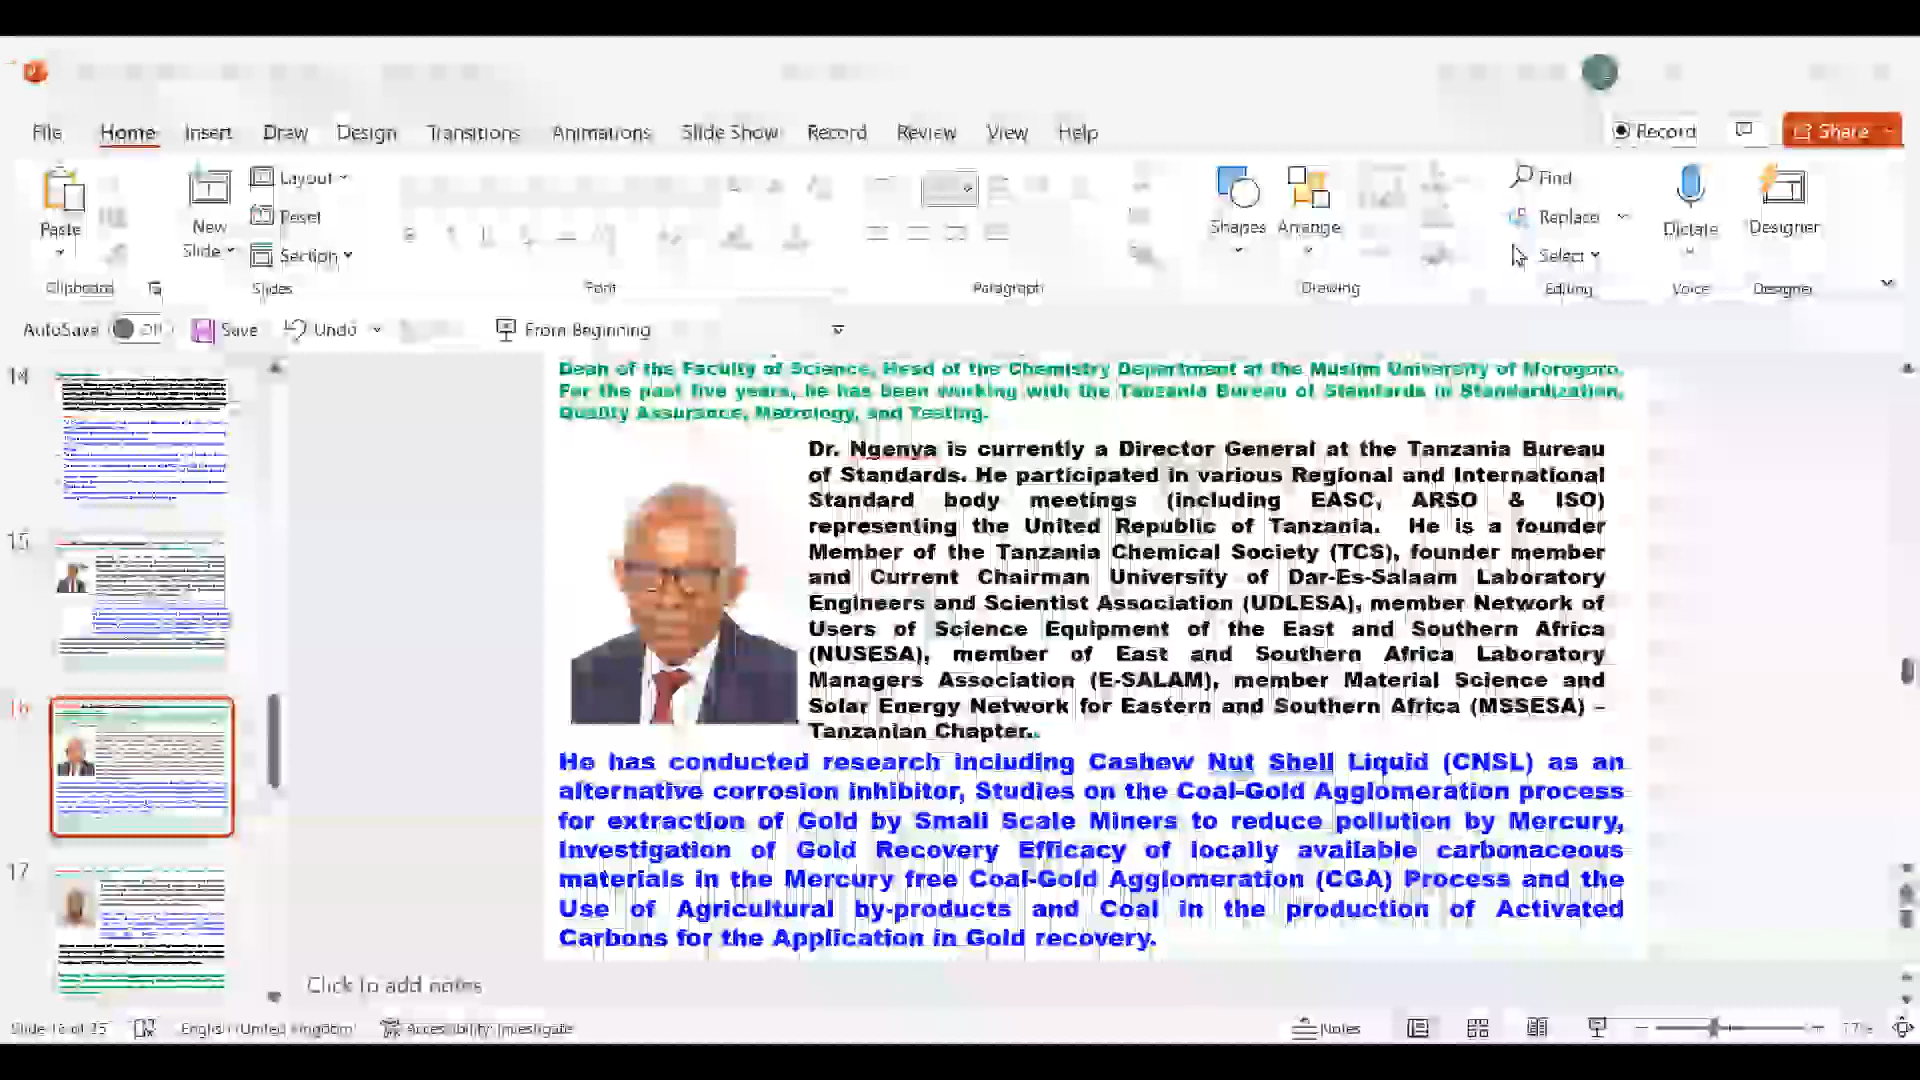 File Home Insert Draw Design Transitions Animations Slide Show Record Review View Help Record Share
Paste
New
Slide
Layout
Reset
Section
Shapes Arrange
Find
Replace
Select
Dictate
Designer
Clipboard Slides Font Paragraph Drawing Editing Voice Designer
AutoSave Off Save Undo From Beginning
14
15
16
17
Dean of the Faculty of Science, Head of the Chemistry Department at the Muslim University of Morogoro.
For the past five years, he has been working with the Tanzania Bureau of Standards in Standardization,
Quality Assurance, Metrology, and Testing.
Dr. Ngenya is currently a Director General at the Tanzania Bureau
of Standards. He participated in various Regional and International
Standard body meetings (including EASC, ARSO & ISO)
representing the United Republic of Tanzania. He is a founder
Member of the Tanzania Chemical Society (TCS), founder member
and Current Chairman University of Dar-Es-Salaam Laboratory
Engineers and Scientist Association (UDLESA), member Network of
Users of Science Equipment of the East and Southern Africa
(NUSESA), member of East and Southern Africa Laboratory
Managers Association (E-SALAM), member Material Science and
Solar Energy Network for Eastern and Southern Africa (MSSESA) –
Tanzanian Chapter..
He has conducted research including Cashew Nut Shell Liquid (CNSL) as an
alternative corrosion inhibitor, Studies on the Coal-Gold Agglomeration process
for extraction of Gold by Small Scale Miners to reduce pollution by Mercury,
Investigation of Gold Recovery Efficacy of locally available carbonaceous
materials in the Mercury free Coal-Gold Agglomeration (CGA) Process and the
Use of Agricultural by-products and Coal in the production of Activated
Carbons for the Application in Gold recovery.
Click to add notes
Slide 16 of English (United Kingdom) Accessibility: Investigate Notes